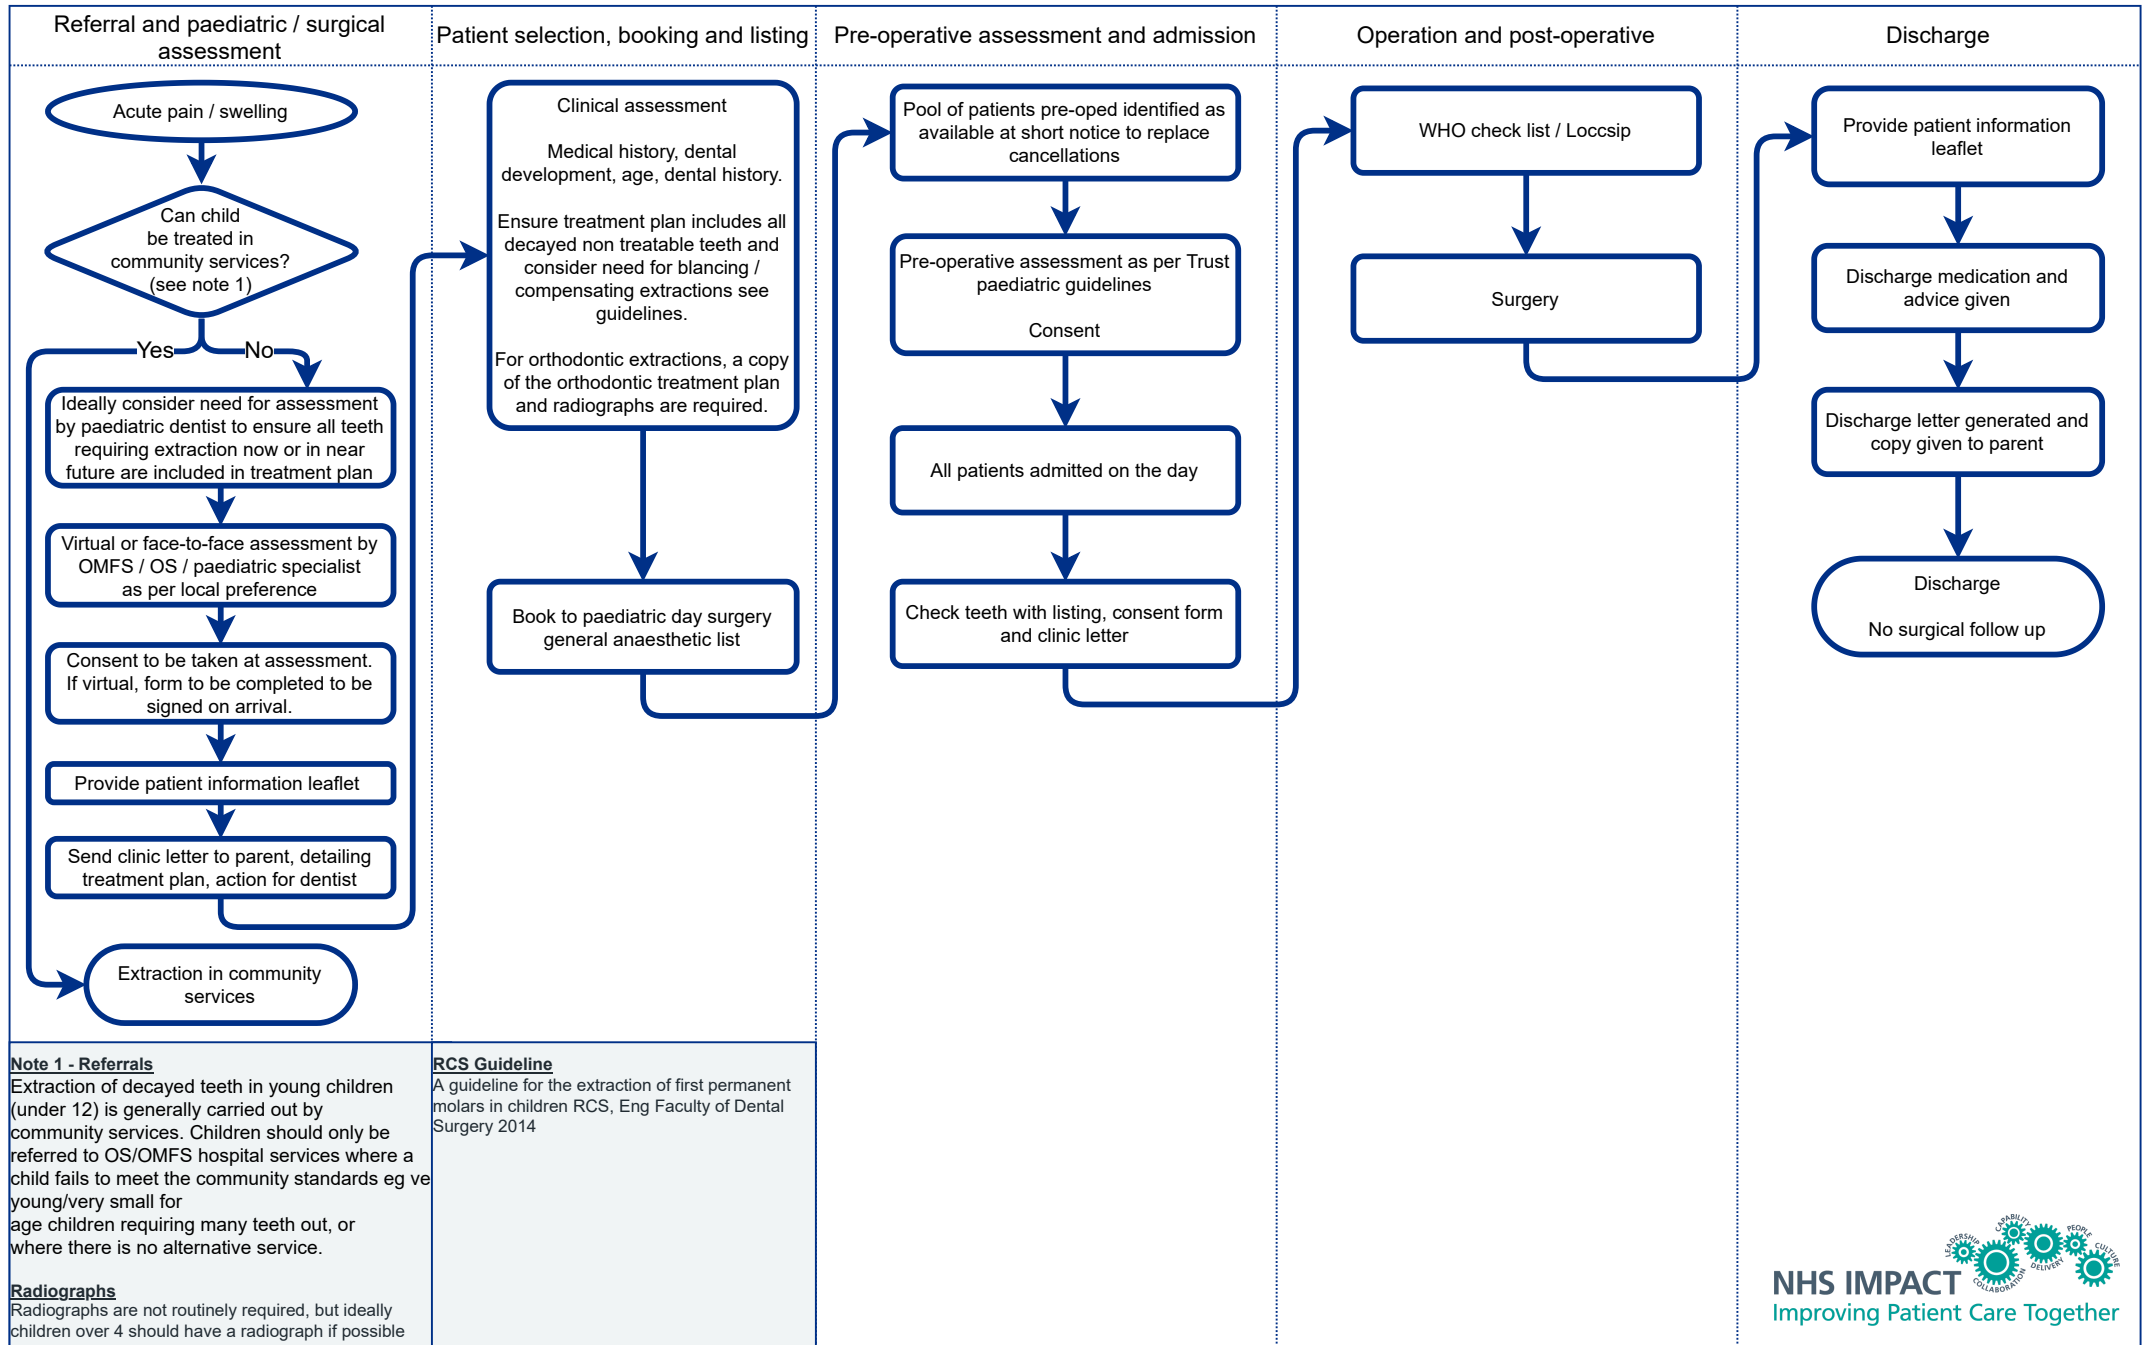 Referral and paediatric / surgical
assessment
Acute pain / swelling
Can child
be treated in
community services?
(see note 1)
Yes
No
Ideally consider need for assessment
by paediatric dentist to ensure all teeth
requiring extraction now or in near
future are included in treatment plan
Virtual or face-to-face assessment by
OMFS / OS / paediatric specialist
as per local preference
Consent to be taken at assessment.
If virtual, form to be completed to be
signed on arrival.
Provide patient information leaflet
Send clinic letter to parent, detailing
treatment plan, action for dentist
Extraction in community
services
Note 1 - Referrals
Extraction of decayed teeth in young children
(under 12) is generally carried out by
community services. Children should only be
referred to OS/OMFS hospital services where a
child fails to meet the community standards eg ve
young/very small for
age children requiring many teeth out, or
where there is no alternative service.
Radiographs
Radiographs are not routinely required, but ideally
children over 4 should have a radiograph if possible
Patient selection, booking and listing
Clinical assessment
Medical history, dental
development, age, dental history.
Ensure treatment plan includes all
decayed non treatable teeth and
consider need for blancing /
compensating extractions see
guidelines.
For orthodontic extractions, a copy
of the orthodontic treatment plan
and radiographs are required.
Book to paediatric day surgery
general anaesthetic list
RCS Guideline
A guideline for the extraction of first permanent
molars in children RCS, Eng Faculty of Dental
Surgery 2014
Pre-operative assessment and admission
Pool of patients pre-oped identified as
available at short notice to replace
cancellations
Pre-operative assessment as per Trust
paediatric guidelines
Consent
All patients admitted on the day
Check teeth with listing, consent form
and clinic letter
Operation and post-operative
WHO check list / Loccsip
Surgery
Discharge
Provide patient information
leaflet
Discharge medication and
advice given
Discharge letter generated and
copy given to parent
Discharge
No surgical follow up
LEADERSHIP
CAPABILITY
COLLABORATION
DELIVERY
PEOPLE
CULTURE
NHS IMPACT
Improving Patient Care Together